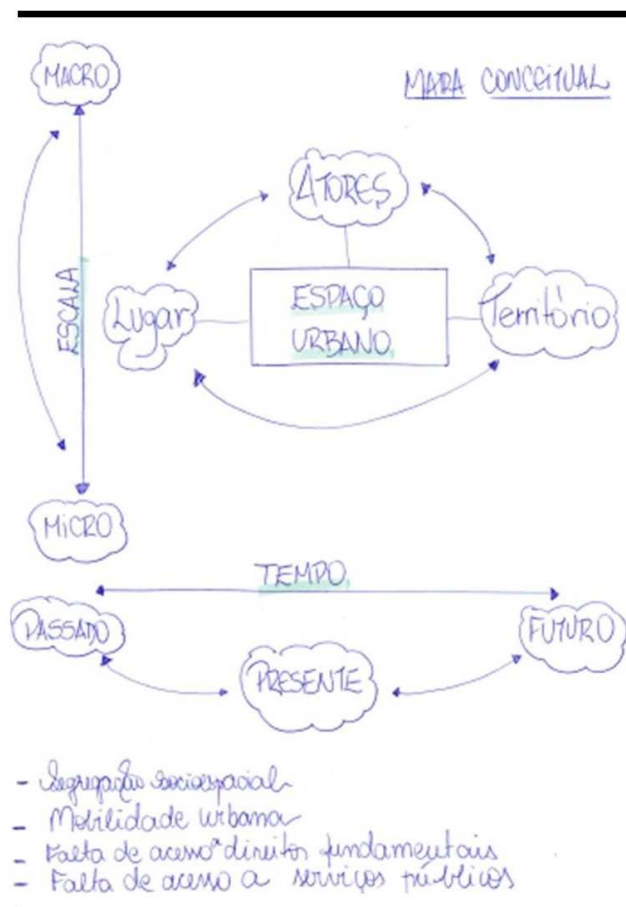 MACRO
MAPA CONCEITUAL
ATORES
ESCALA
Lugar
ESPAÇO
URBANO
Território
MICRO
TEMPO
PASSADO
FUTURO
PRESENTE
- Segregação socioespacial
- Mobilidade urbana
- Falta de acesso a direitos fundamentais
- Falta de acesso a serviços públicos